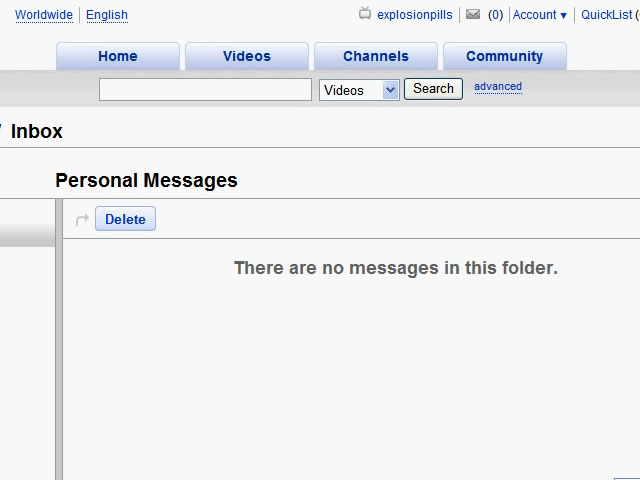 Worldwide English explosionpills (0) Account ▼ QuickList (
Home Videos Channels Community
Videos Search advanced
/ Inbox
Personal Messages
Delete
There are no messages in this folder.